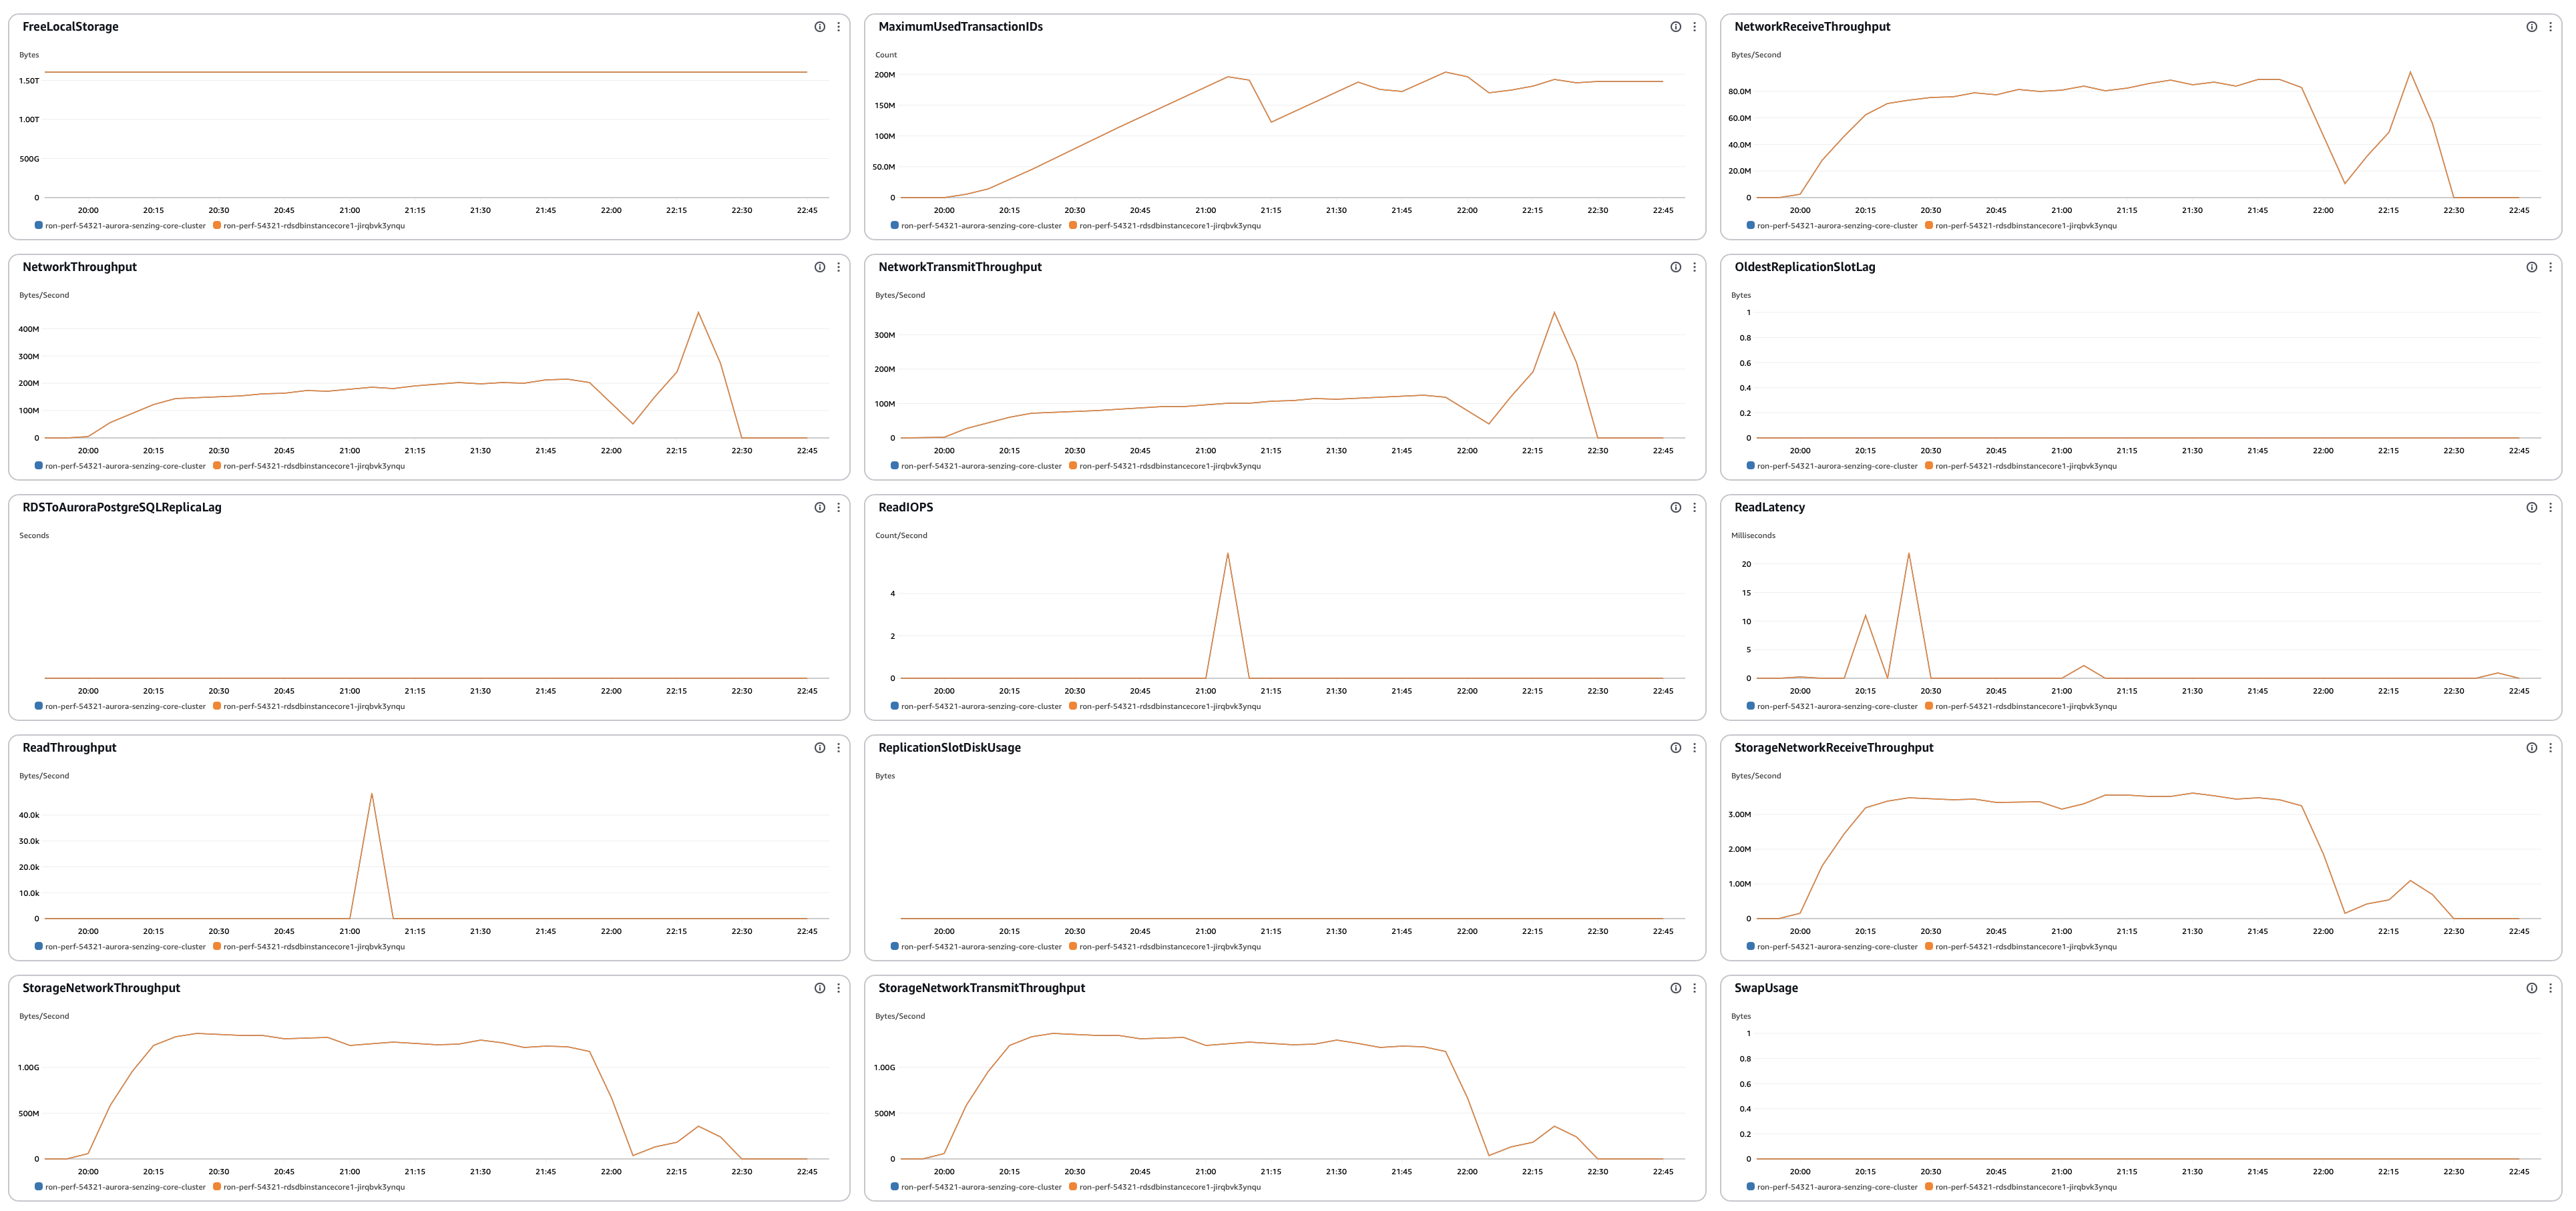 FreeLocalStorage
Bytes
1.50T
1.00T
500G
0
20:00 20:15 20:30 20:45 21:00 21:15 21:30 21:45 22:00 22:15 22:30 22:45
ron-perf-54321-aurora-senzing-core-cluster ron-perf-54321-rdsdbinstancecore1-jirqbvk3ynqu
MaximumUsedTransactionIDs
Count
200M
150M
100M
50.0M
0
20:00 20:15 20:30 20:45 21:00 21:15 21:30 21:45 22:00 22:15 22:30 22:45
ron-perf-54321-aurora-senzing-core-cluster ron-perf-54321-rdsdbinstancecore1-jirqbvk3ynqu
NetworkReceiveThroughput
Bytes/Second
80.0M
60.0M
40.0M
20.0M
0
20:00 20:15 20:30 20:45 21:00 21:15 21:30 21:45 22:00 22:15 22:30 22:45
ron-perf-54321-aurora-senzing-core-cluster ron-perf-54321-rdsdbinstancecore1-jirqbvk3ynqu
NetworkThroughput
Bytes/Second
400M
300M
200M
100M
0
20:00 20:15 20:30 20:45 21:00 21:15 21:30 21:45 22:00 22:15 22:30 22:45
ron-perf-54321-aurora-senzing-core-cluster ron-perf-54321-rdsdbinstancecore1-jirqbvk3ynqu
NetworkTransmitThroughput
Bytes/Second
300M
200M
100M
0
20:00 20:15 20:30 20:45 21:00 21:15 21:30 21:45 22:00 22:15 22:30 22:45
ron-perf-54321-aurora-senzing-core-cluster ron-perf-54321-rdsdbinstancecore1-jirqbvk3ynqu
OldestReplicationSlotLag
Bytes
1
0.8
0.6
0.4
0.2
0
20:00 20:15 20:30 20:45 21:00 21:15 21:30 21:45 22:00 22:15 22:30 22:45
ron-perf-54321-aurora-senzing-core-cluster ron-perf-54321-rdsdbinstancecore1-jirqbvk3ynqu
RDSToAuroraPostgreSQLReplicaLag
Seconds
20:00 20:15 20:30 20:45 21:00 21:15 21:30 21:45 22:00 22:15 22:30 22:45
ron-perf-54321-aurora-senzing-core-cluster ron-perf-54321-rdsdbinstancecore1-jirqbvk3ynqu
ReadIOPS
Count/Second
4
2
0
20:00 20:15 20:30 20:45 21:00 21:15 21:30 21:45 22:00 22:15 22:30 22:45
ron-perf-54321-aurora-senzing-core-cluster ron-perf-54321-rdsdbinstancecore1-jirqbvk3ynqu
ReadLatency
Milliseconds
20
15
10
5
0
20:00 20:15 20:30 20:45 21:00 21:15 21:30 21:45 22:00 22:15 22:30 22:45
ron-perf-54321-aurora-senzing-core-cluster ron-perf-54321-rdsdbinstancecore1-jirqbvk3ynqu
ReadThroughput
Bytes/Second
40.0k
30.0k
20.0k
10.0k
0
20:00 20:15 20:30 20:45 21:00 21:15 21:30 21:45 22:00 22:15 22:30 22:45
ron-perf-54321-aurora-senzing-core-cluster ron-perf-54321-rdsdbinstancecore1-jirqbvk3ynqu
ReplicationSlotDiskUsage
Bytes
20:00 20:15 20:30 20:45 21:00 21:15 21:30 21:45 22:00 22:15 22:30 22:45
ron-perf-54321-aurora-senzing-core-cluster ron-perf-54321-rdsdbinstancecore1-jirqbvk3ynqu
StorageNetworkReceiveThroughput
Bytes/Second
3.00M
2.00M
1.00M
0
20:00 20:15 20:30 20:45 21:00 21:15 21:30 21:45 22:00 22:15 22:30 22:45
ron-perf-54321-aurora-senzing-core-cluster ron-perf-54321-rdsdbinstancecore1-jirqbvk3ynqu
StorageNetworkThroughput
Bytes/Second
1.00G
500M
0
20:00 20:15 20:30 20:45 21:00 21:15 21:30 21:45 22:00 22:15 22:30 22:45
ron-perf-54321-aurora-senzing-core-cluster ron-perf-54321-rdsdbinstancecore1-jirqbvk3ynqu
StorageNetworkTransmitThroughput
Bytes/Second
1.00G
500M
0
20:00 20:15 20:30 20:45 21:00 21:15 21:30 21:45 22:00 22:15 22:30 22:45
ron-perf-54321-aurora-senzing-core-cluster ron-perf-54321-rdsdbinstancecore1-jirqbvk3ynqu
SwapUsage
Bytes
1
0.8
0.6
0.4
0.2
0
20:00 20:15 20:30 20:45 21:00 21:15 21:30 21:45 22:00 22:15 22:30 22:45
ron-perf-54321-aurora-senzing-core-cluster ron-perf-54321-rdsdbinstancecore1-jirqbvk3ynqu